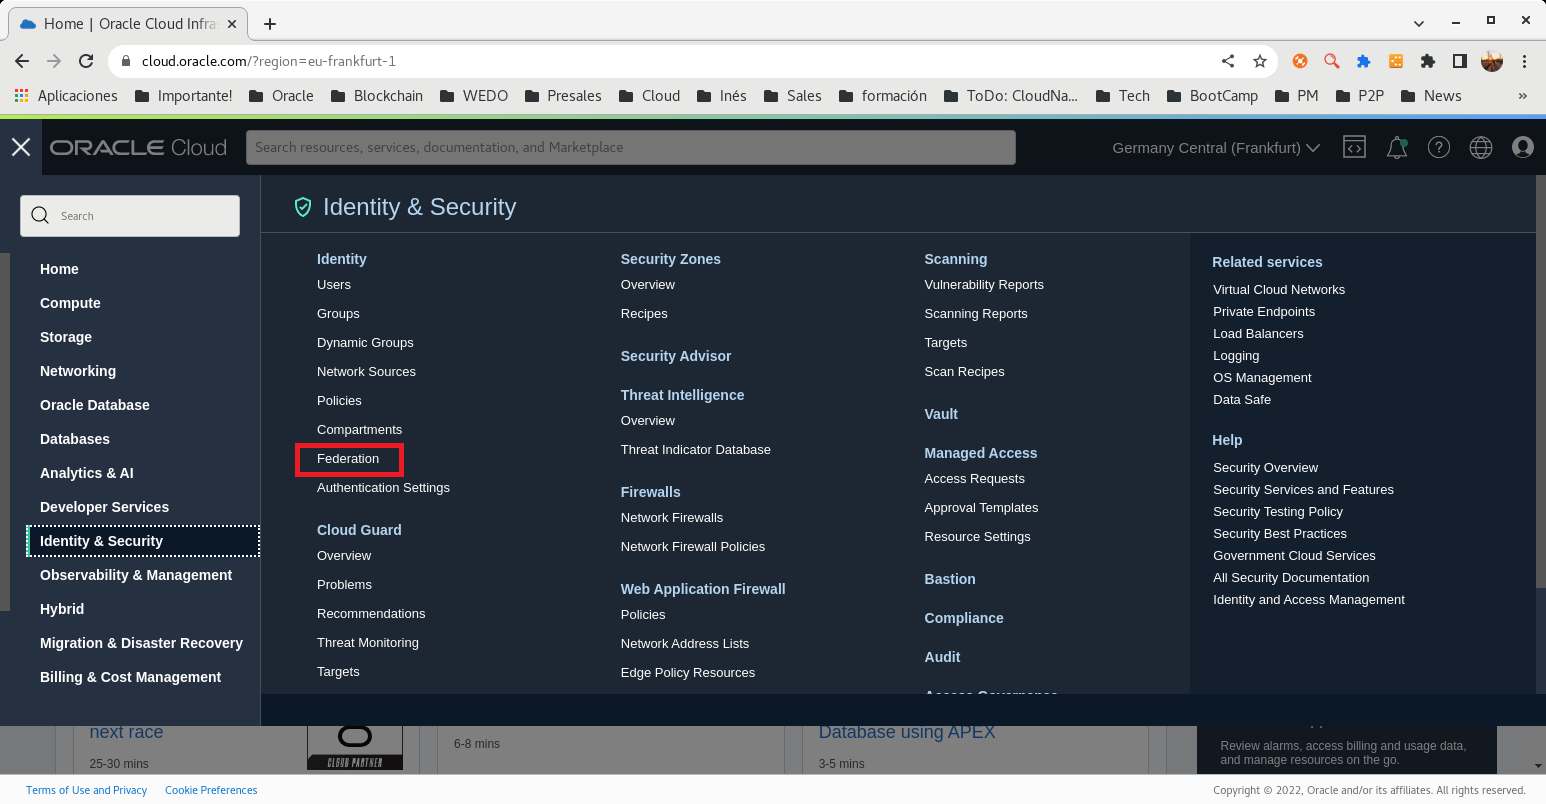 Home | Oracle Cloud Infras
cloud.oracle.com/?region=eu-frankfurt-1
Aplicaciones Importante! Oracle Blockchain WEDO Presales Cloud Inés Sales formación ToDo: CloudNa... Tech BootCamp PM P2P News »
ORACLE Cloud
Search resources, services, documentation, and Marketplace
Germany Central (Frankfurt)
Search
Home
Compute
Storage
Networking
Oracle Database
Databases
Analytics & AI
Developer Services
Identity & Security
Observability & Management
Hybrid
Migration & Disaster Recovery
Billing & Cost Management
Identity & Security
Identity
Users
Groups
Dynamic Groups
Network Sources
Policies
Compartments
Federation
Authentication Settings
Cloud Guard
Overview
Problems
Recommendations
Threat Monitoring
Targets
Security Zones
Overview
Recipes
Security Advisor
Threat Intelligence
Overview
Threat Indicator Database
Firewalls
Network Firewalls
Network Firewall Policies
Web Application Firewall
Policies
Network Address Lists
Edge Policy Resources
Scanning
Vulnerability Reports
Scanning Reports
Targets
Scan Recipes
Vault
Managed Access
Access Requests
Approval Templates
Resource Settings
Bastion
Compliance
Audit
Access Governance
Related services
Virtual Cloud Networks
Private Endpoints
Load Balancers
Logging
OS Management
Data Safe
Help
Security Overview
Security Services and Features
Security Testing Policy
Security Best Practices
Government Cloud Services
All Security Documentation
Identity and Access Management
next race
25-30 mins
CLOUD PARTNER
6-8 mins
Database using APEX
3-5 mins
Review alarms, access billing and usage data,
and manage resources on the go.
Terms of Use and Privacy Cookie Preferences
Copyright © 2022, Oracle and/or its affiliates. All rights reserved.